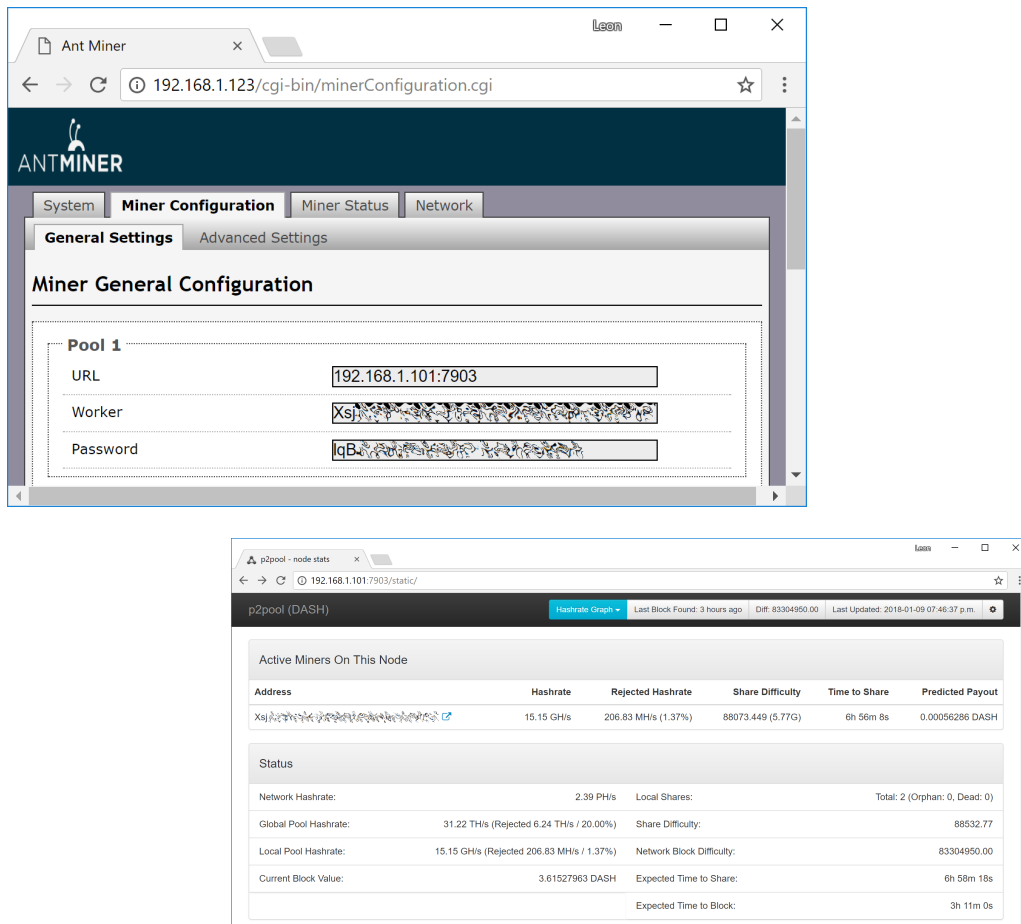 Leon
Ant Miner
192.168.1.123/cgi-bin/minerConfiguration.cgi
ANTMINER
System Miner Configuration Miner Status Network
General Settings Advanced Settings
Miner General Configuration
Pool 1
URL 192.168.1.101:7903
Worker Xsj
Password IqB
Leon
p2pool - node stats
192.168.1.101:7903/static/
p2pool (DASH) Hashrate Graph Last Block Found: 3 hours ago Diff: 83304950.00 Last Updated: 2018-01-09 07:46:37 p.m.
Active Miners On This Node
Address Hashrate Rejected Hashrate Share Difficulty Time to Share Predicted Payout
Xsj 15.15 GH/s 206.83 MH/s (1.37%) 88073.449 (5.77G) 6h 56m 8s 0.00056286 DASH
Status
Network Hashrate: 2.39 PH/s Local Shares: Total: 2 (Orphan: 0, Dead: 0)
Global Pool Hashrate: 31.22 TH/s (Rejected 6.24 TH/s / 20.00%) Share Difficulty: 88532.77
Local Pool Hashrate: 15.15 GH/s (Rejected 206.83 MH/s / 1.37%) Network Block Difficulty: 83304950.00
Current Block Value: 3.61527963 DASH Expected Time to Share: 6h 58m 18s
Expected Time to Block: 3h 11m 0s